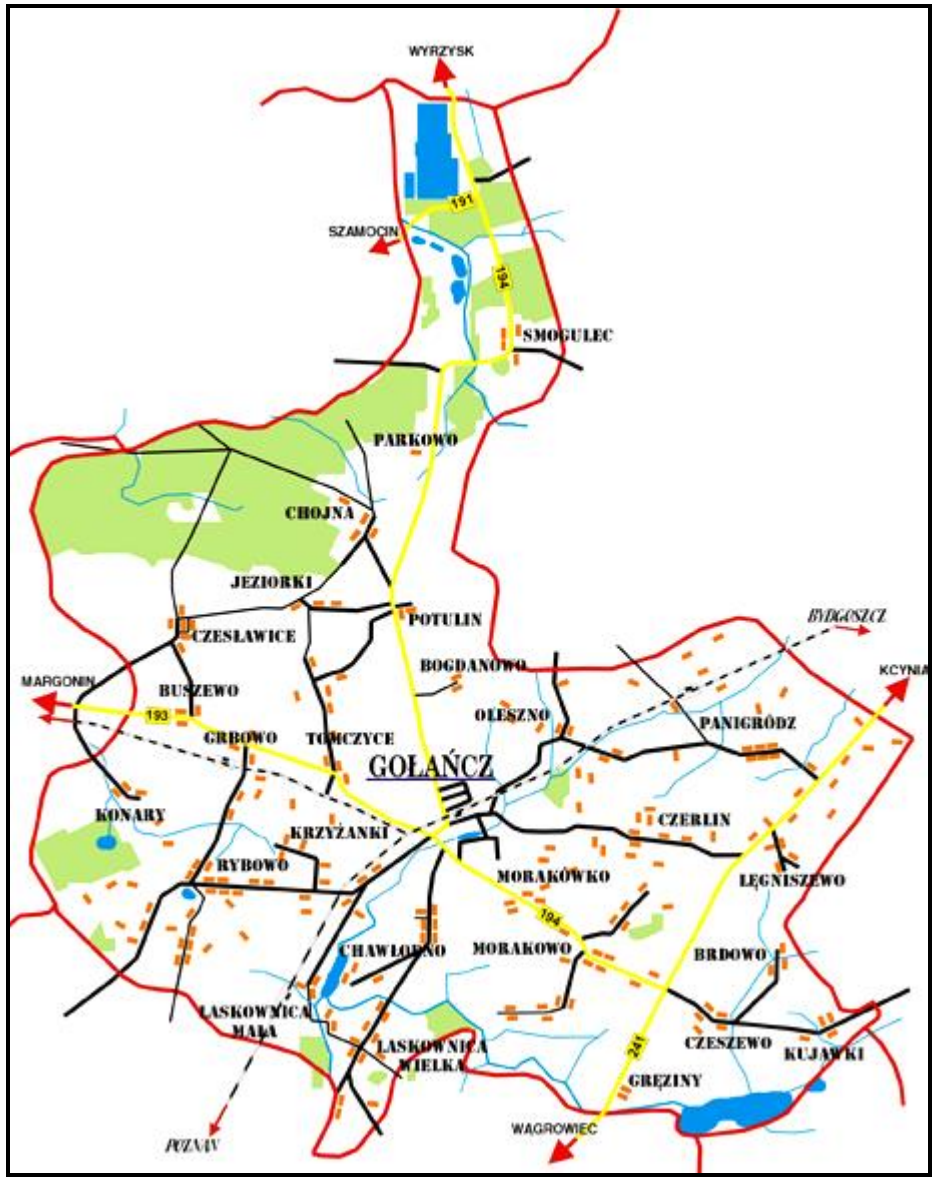 WYRZYSK
191
SZAMOCIN
194
SMOGULEC
PARKOWO
CHOJNA
JEZIORKI
POTULIN
BYDGOSZCZ
CZESŁAWICE
BOGDANOWO
KCYNIA
MARGONIN
BUSZEWO
193
OLESZNO
PANIGRÓDZ
GRBOWO
TOMCZYCE
GOŁAŃCZ
KONARY
KRZYŻANKI
CZERLIN
RYBOWO
MORAKÓWKO
ŁĘGNISZEWO
194
CHAWŁODNO
MORAKOWO
BRDOWO
LASKOWNICA
MAŁA
CZESZEWO
LASKOWNICA
WIELKA
241
KUJAWKI
GRĘZINY
WĄGROWIEC
POZNAN